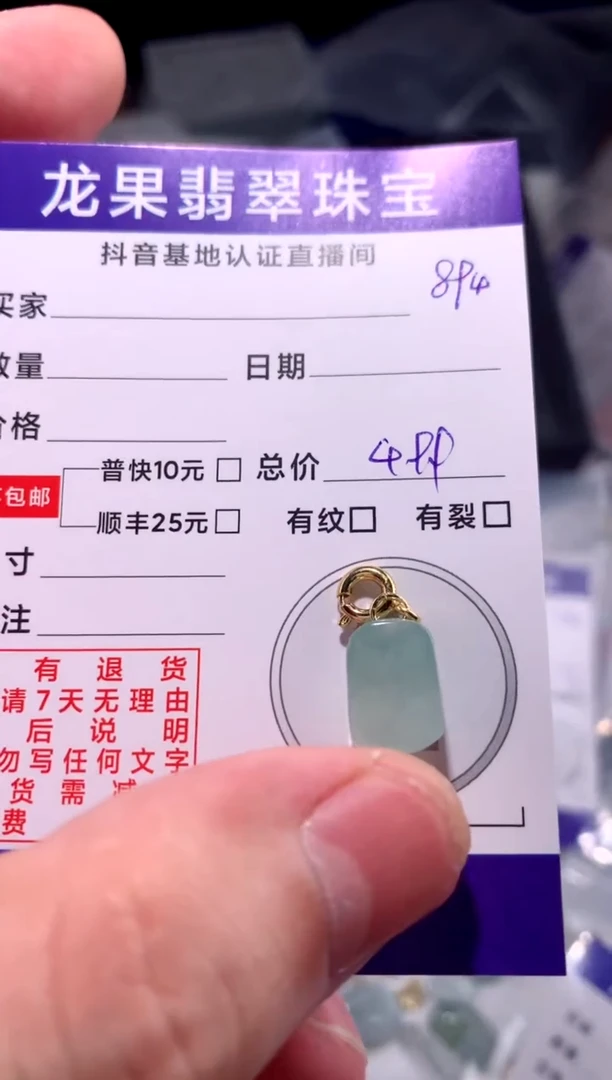 龙果翡翠珠宝
抖音基地认证直播间
买家
数量 日期
价格
包邮 普快10元 总价
顺丰25元 有纹 有裂
寸
注
有退货
请7天无理由
后说明
勿写任何文字
货需减
费